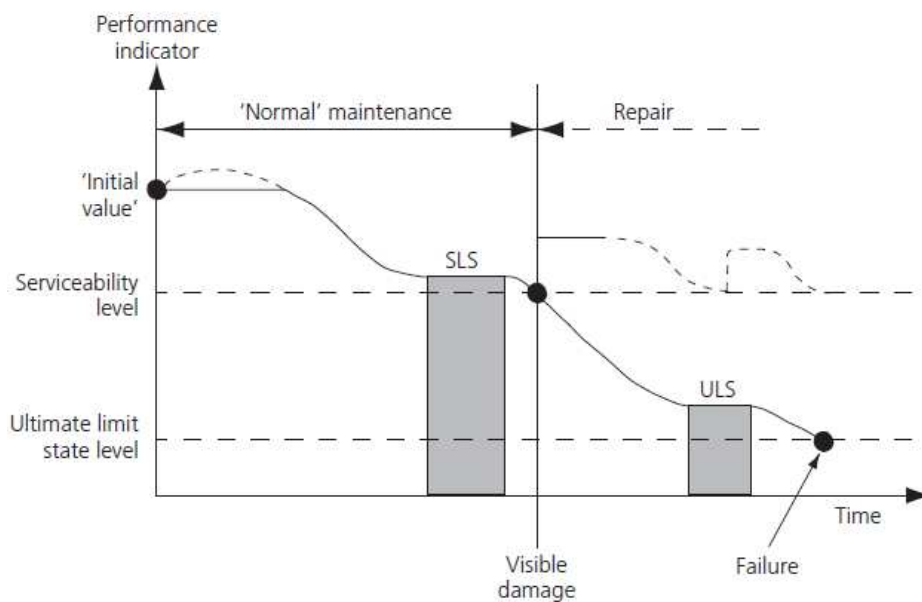 Performance
indicator
'Normal' maintenance
Repair
'Initial
value'
SLS
Serviceability
level
ULS
Ultimate limit
state level
Time
Visible
damage
Failure